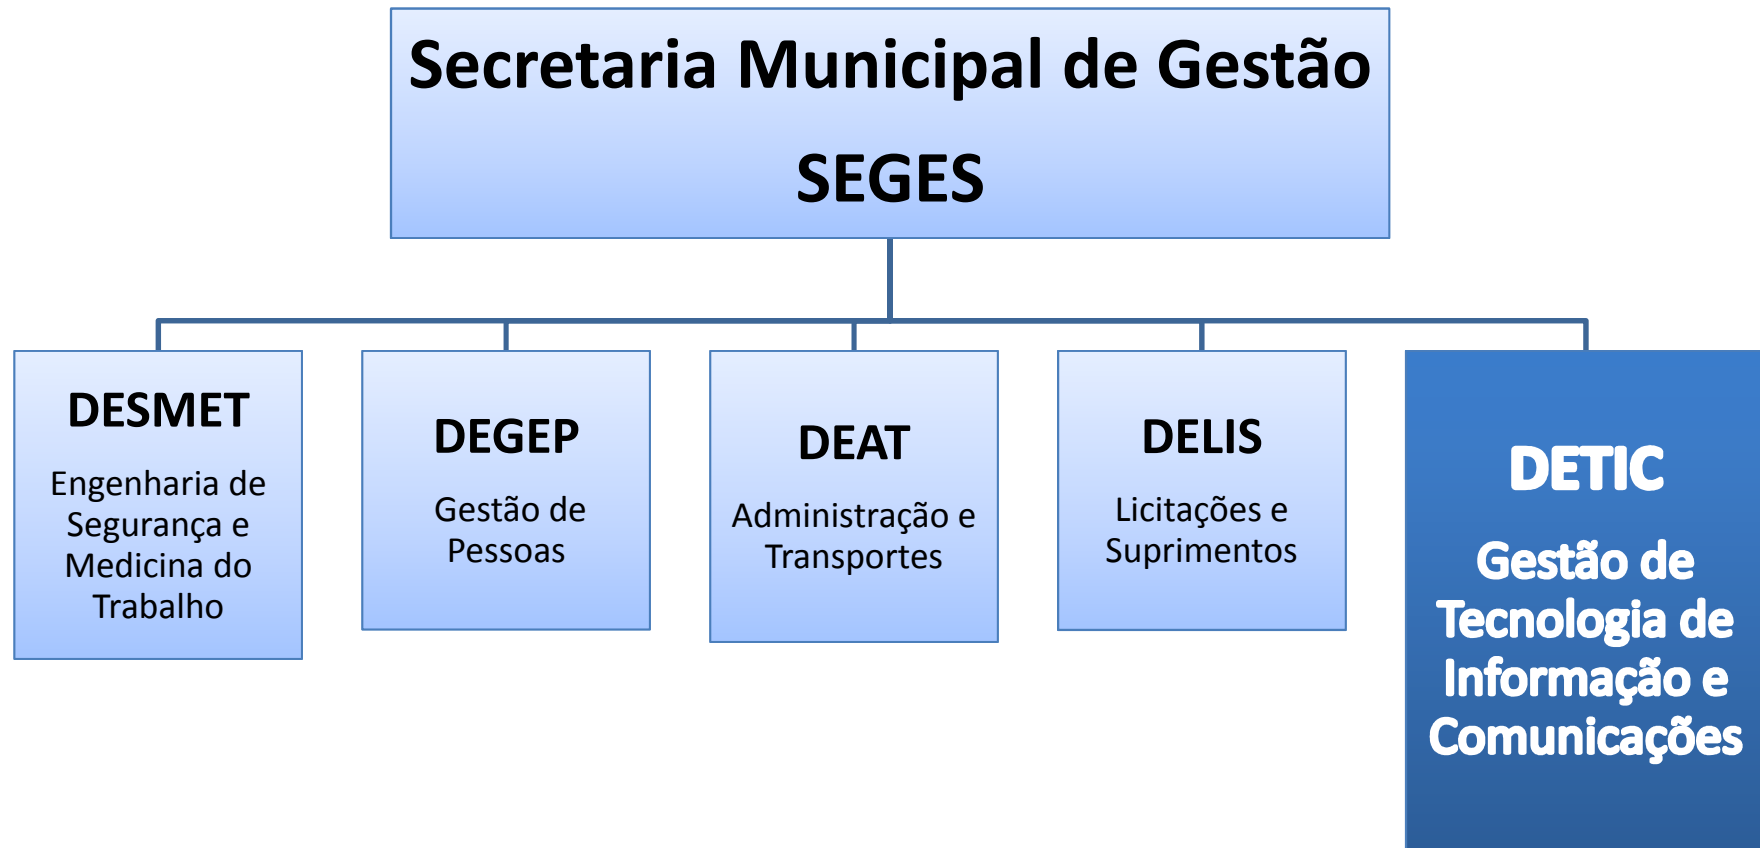 Secretaria Municipal de Gestão
SEGES
DESMET
Engenharia de
Segurança e
Medicina do
Trabalho
DEGEP
Gestão de
Pessoas
DEAT
Administração e
Transportes
DELIS
Licitações e
Suprimentos
DETIC
Gestão de
Tecnologia de
Informação e
Comunicações